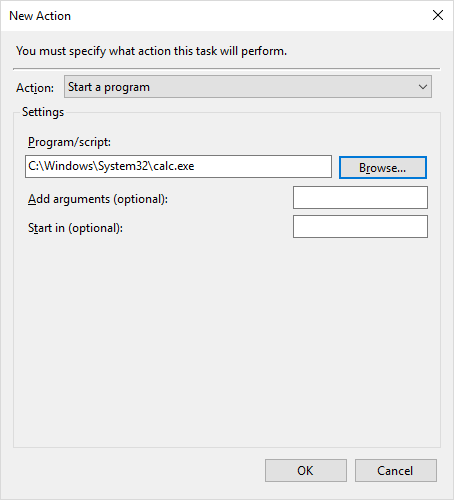 New Action
You must specify what action this task will perform.
Action: Start a program
Settings
Program/script:
C:\Windows\System32\calc.exe Browse...
Add arguments (optional):
Start in (optional):
OK Cancel